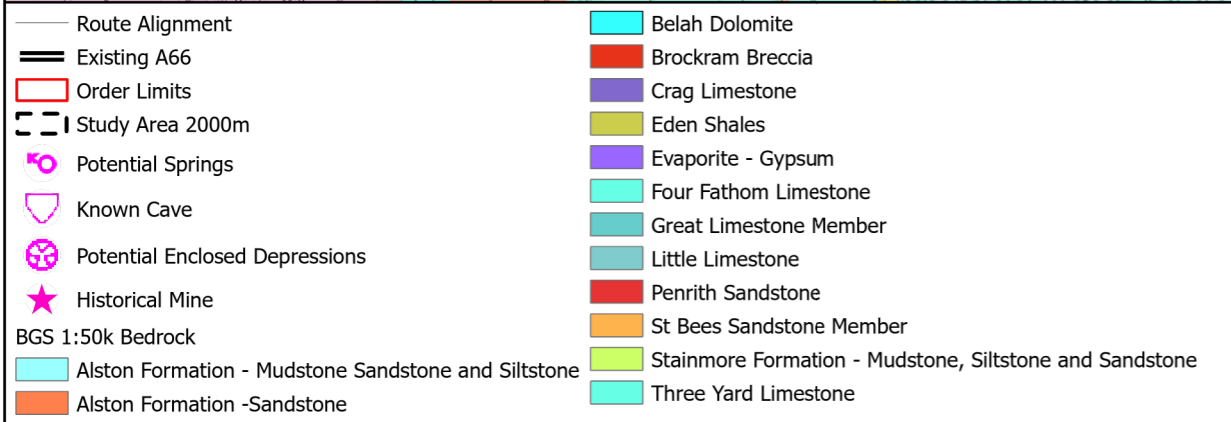 Route Alignment
Existing A66
Order Limits
Study Area 2000m
Potential Springs
Known Cave
Potential Enclosed Depressions
Historical Mine
BGS 1:50k Bedrock
Alston Formation - Mudstone Sandstone and Siltstone
Alston Formation -Sandstone
Belah Dolomite
Brockram Breccia
Crag Limestone
Eden Shales
Evaporite - Gypsum
Four Fathom Limestone
Great Limestone Member
Little Limestone
Penrith Sandstone
St Bees Sandstone Member
Stainmore Formation - Mudstone, Siltstone and Sandstone
Three Yard Limestone